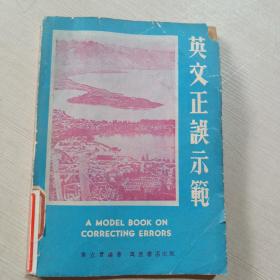 英文正誤示範
A MODEL BOOK ON
CORRECTING ERRORS